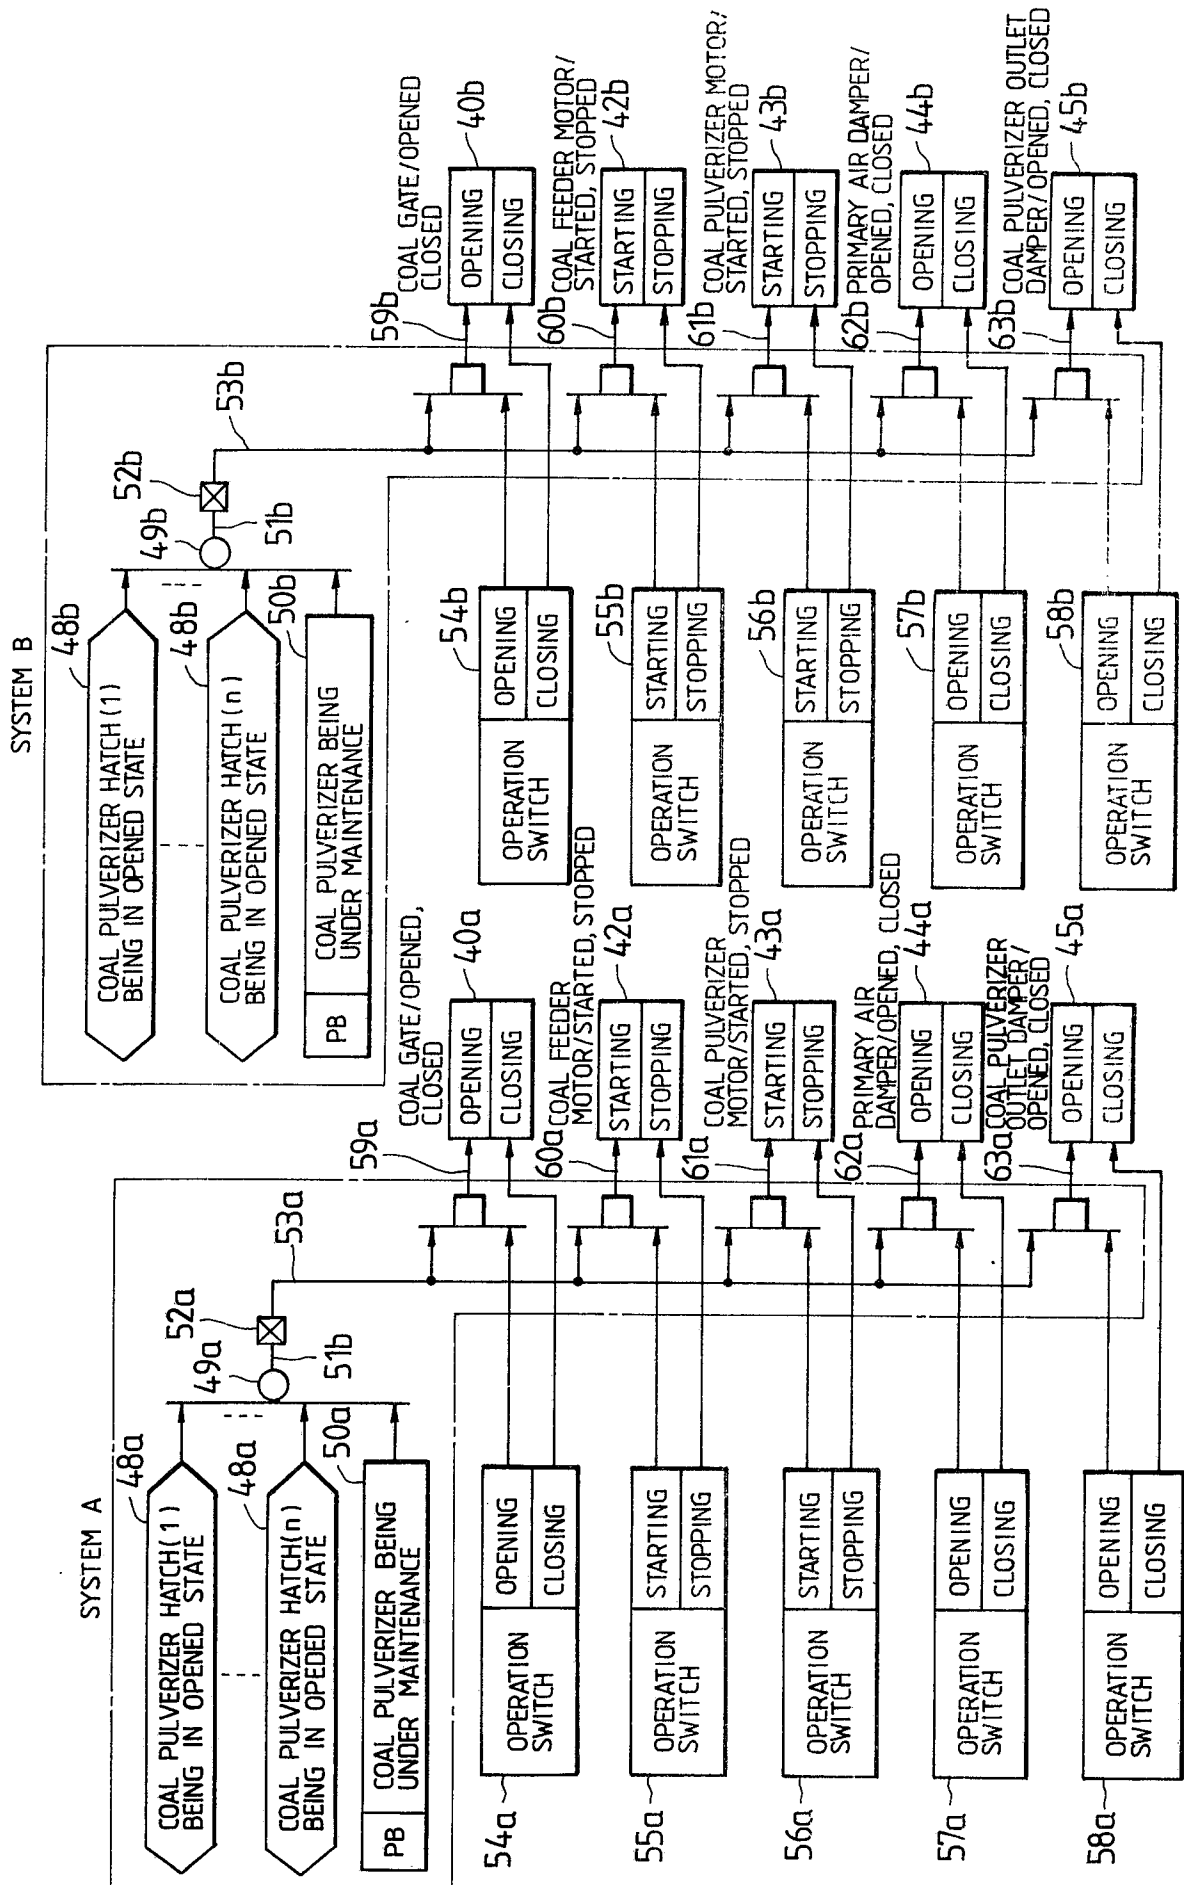 SYSTEM A
COAL PULVERIZER HATCH(1)
BEING IN OPENED STATE
48a
COAL PULVERIZER HATCH(n)
BEING IN OPEDED STATE
48a
PB
COAL PULVERIZER BEING
UNDER MAINTENANCE
50a
49a
51b
52a
53a
54a
OPERATION
SWITCH
OPENING
CLOSING
59a
COAL GATE/OPENED,
CLOSED
OPENING
CLOSING
40a
55a
OPERATION
SWITCH
STARTING
STOPPING
60a
COAL FEEDER
MOTOR/STARTED, STOPPED
STARTING
STOPPING
42a
56a
OPERATION
SWITCH
STARTING
STOPPING
61a
COAL PULVERIZER
MOTOR/STARTED, STOPPED
STARTING
STOPPING
43a
57a
OPERATION
SWITCH
OPENING
CLOSING
62a
PRIMARY AIR
DAMPER/OPENED, CLOSED
OPENING
CLOSING
44a
58a
OPERATION
SWITCH
OPENING
CLOSING
63a
COAL PULVERIZER
OUTLET DAMPER/
OPENED, CLOSED
OPENING
CLOSING
45a
SYSTEM B
COAL PULVERIZER HATCH(1)
BEING IN OPENED STATE
48b
COAL PULVERIZER HATCH(n)
BEING IN OPENED STATE
48b
PB
COAL PULVERIZER BEING
UNDER MAINTENANCE
50b
49b
51b
52b
53b
OPERATION
SWITCH
OPENING
CLOSING
54b
59b
COAL GATE/OPENED
CLOSED
OPENING
CLOSING
40b
OPERATION
SWITCH
STARTING
STOPPING
55b
60b
COAL FEEDER MOTOR/
STARTED, STOPPED
STARTING
STOPPING
42b
OPERATION
SWITCH
STARTING
STOPPING
56b
61b
COAL PULVERIZER MOTOR/
STARTED, STOPPED
STARTING
STOPPING
43b
OPERATION
SWITCH
OPENING
CLOSING
57b
62b
PRIMARY AIR DAMPER/
OPENED, CLOSED
OPENING
CLOSING
44b
OPERATION
SWITCH
OPENING
CLOSING
58b
63b
COAL PULVERIZER OUTLET
DAMPER/OPENED, CLOSED
OPENING
CLOSING
45b